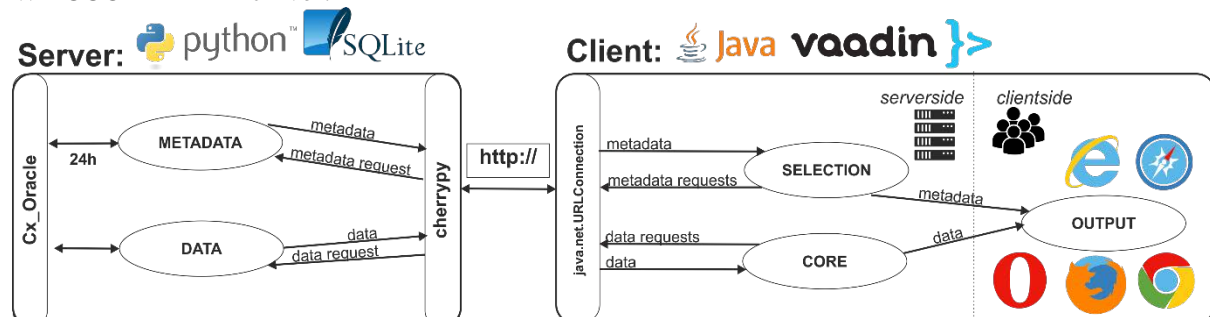 Server: python™ SQLite
Client: Java vaadin }>
Cx_Oracle
24h
METADATA
metadata
metadata request
DATA
data
data request
cherrypy
http://
java.net.URLConnection
metadata
metadata requests
data requests
data
serverside
clientside
SELECTION
metadata
CORE
data
OUTPUT